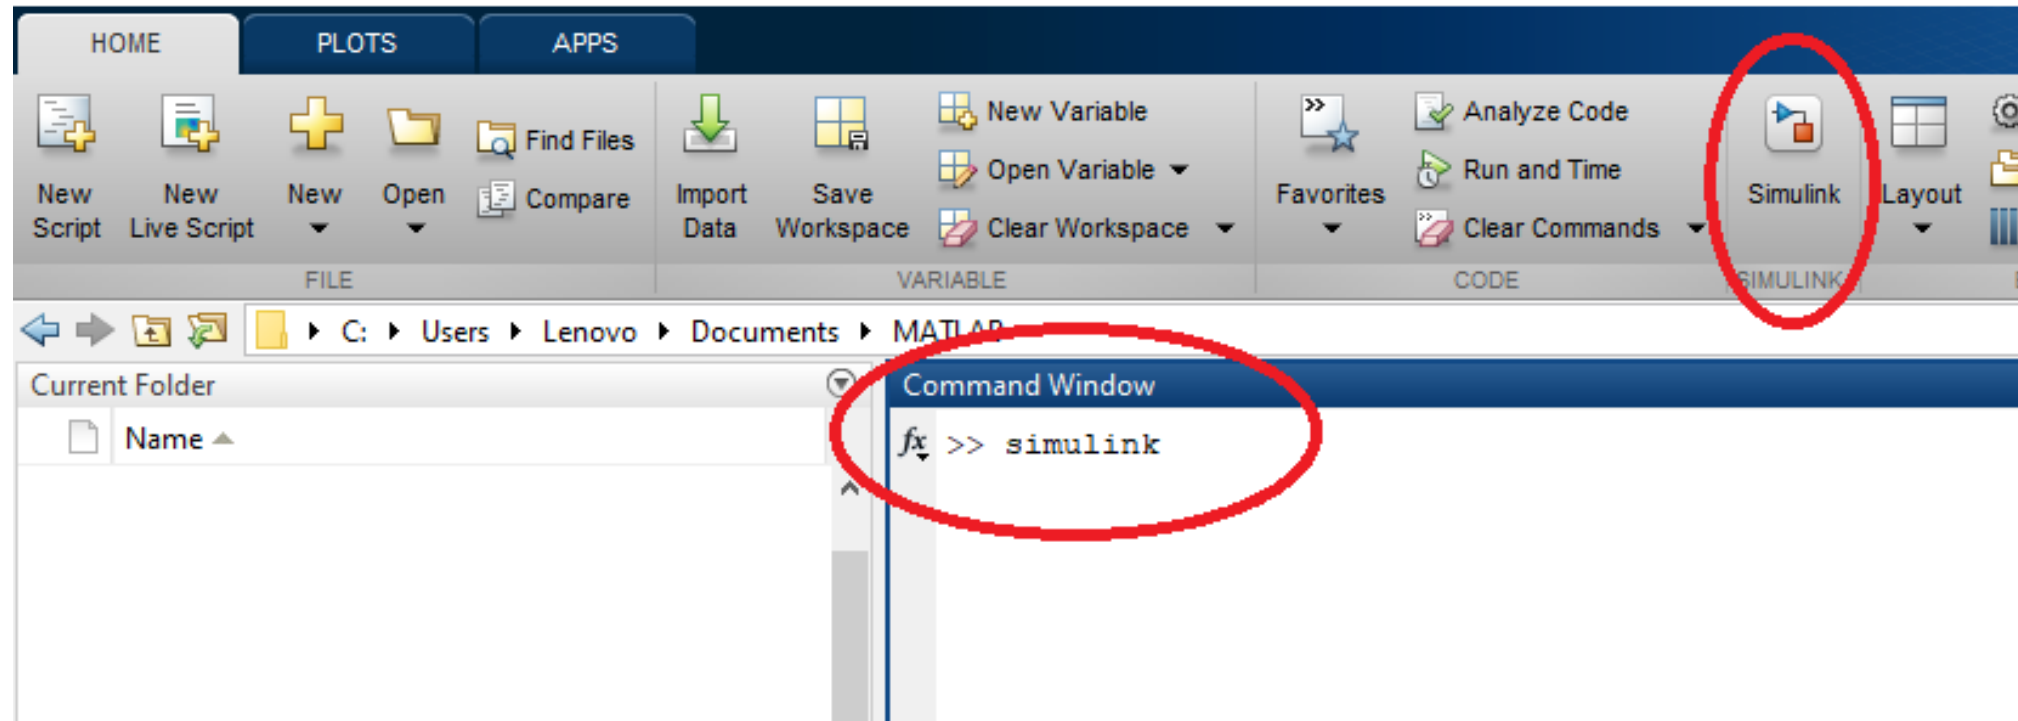 HOME PLOTS APPS
New Script
New Live Script
New
Open
Find Files
Compare
FILE
Import Data
Save Workspace
New Variable
Open Variable
Clear Workspace
VARIABLE
Favorites
Analyze Code
Run and Time
Clear Commands
CODE
Simulink
SIMULINK
Layout
C: Users Lenovo Documents MATLAB
Current Folder
Name
Command Window
fx >> simulink